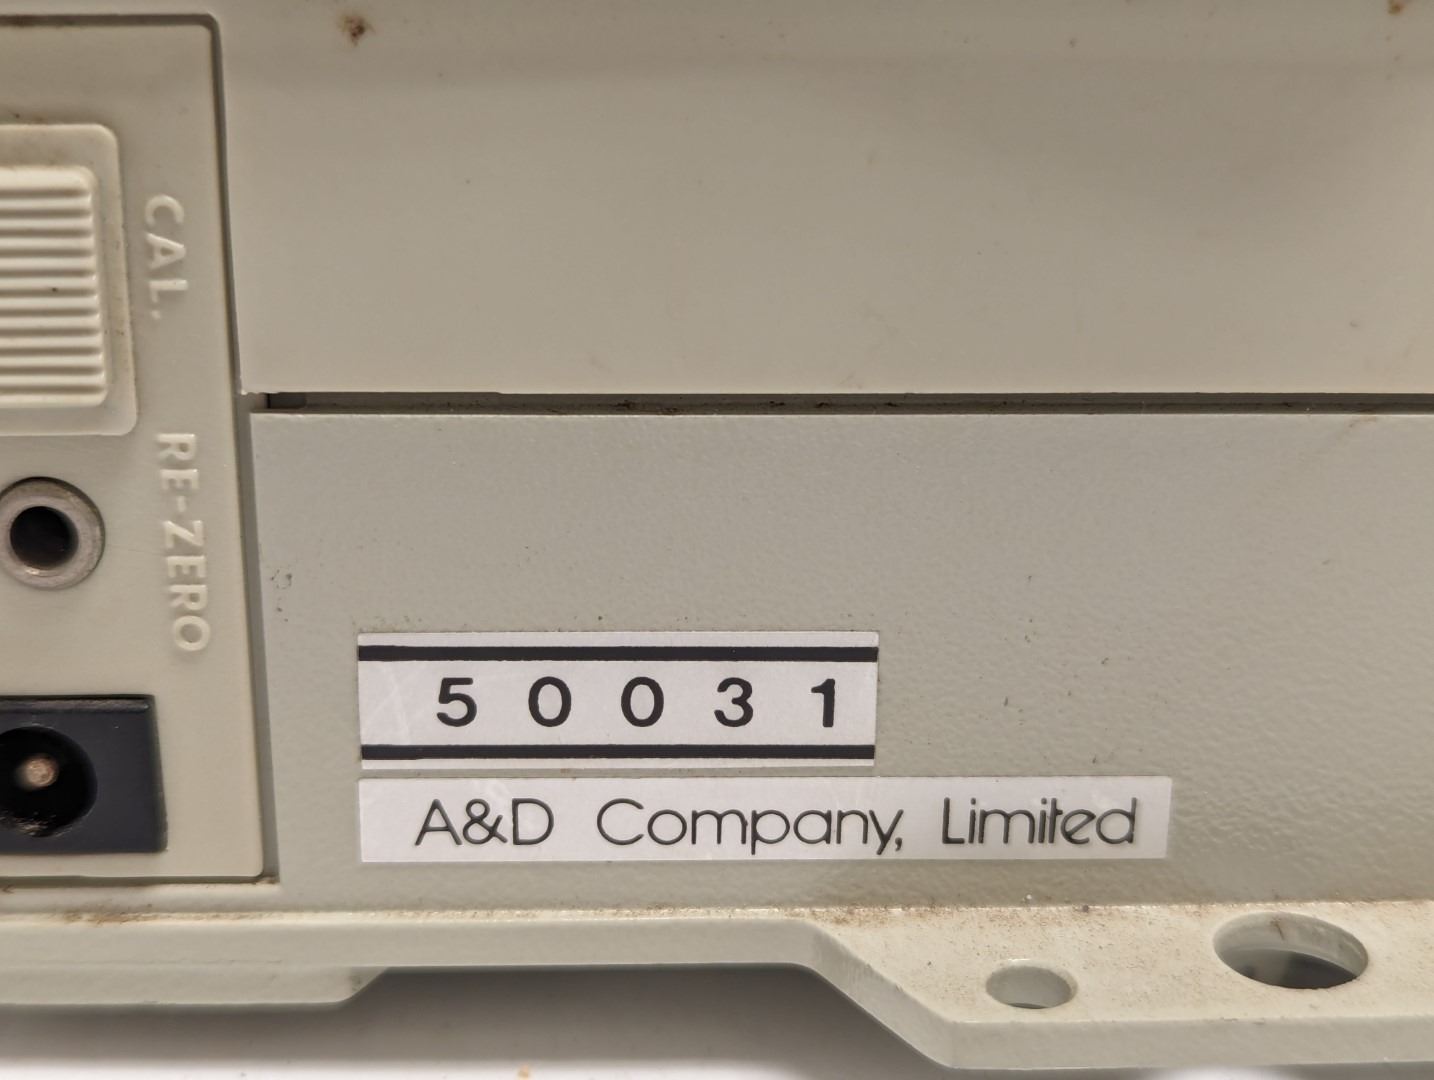 CAL.
RE-ZERO
50031
A&D Company, Limited